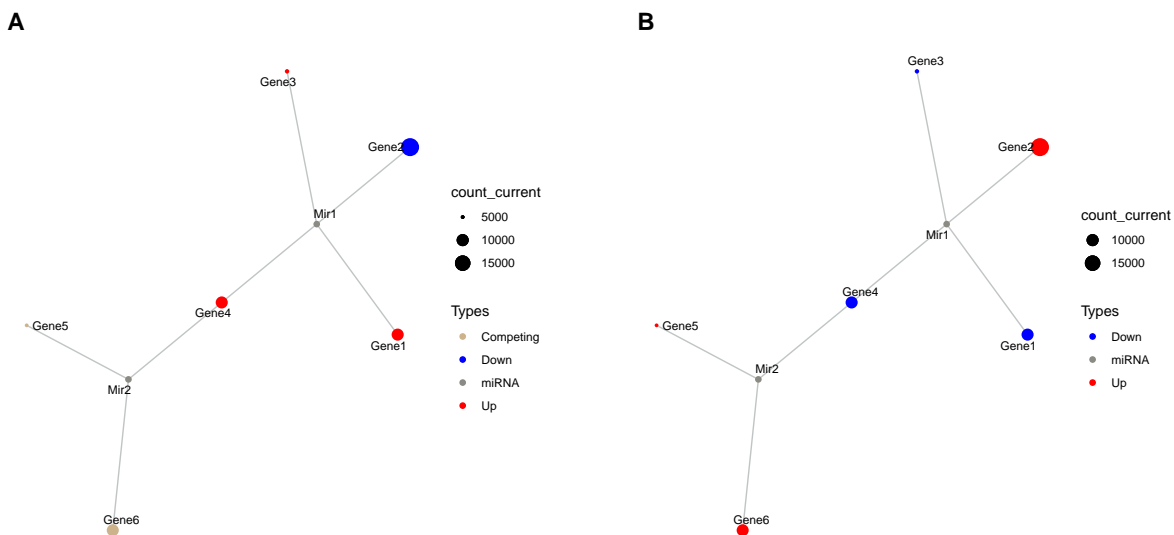 A
Gene3
Gene2
Mir1
Gene4
Gene1
Gene5
Mir2
Gene6
count_current
5000
10000
15000
Types
Competing
Down
miRNA
Up
B
Gene3
Gene2
Mir1
Gene4
Gene1
Gene5
Mir2
Gene6
count_current
10000
15000
Types
Down
miRNA
Up